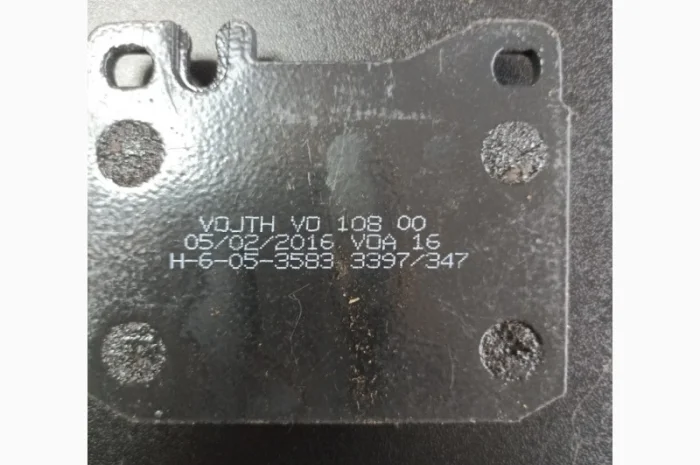 VOJTH VO 108 00
05/02/2016 VOA 16
H-6-05-3583 3397/347